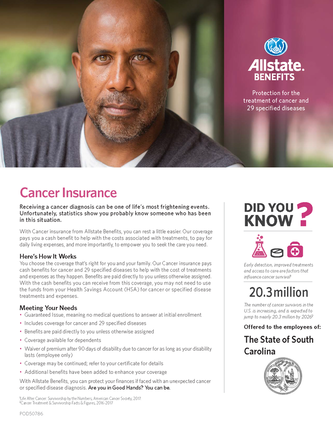 Allstate.
BENEFITS
Protection for the
treatment of cancer and
29 specified diseases
Cancer Insurance
Receiving a cancer diagnosis can be one of life's most frightening events.
Unfortunately, statistics show you probably know someone who has been
in this situation.
With Cancer Insurance from Allstate Benefits, you can rest a little easier. Our coverage
pays you a cash benefit to help with the costs associated with treatments, to pay for
daily living expenses, and more importantly, to empower you to seek the care you need.
Here's How It Works
You choose the coverage that's right for you and your family. Our Cancer Insurance pays
cash benefits for cancer and 29 specified diseases to help with the cost of treatments
and expenses as they happen. Benefits are paid directly to you unless otherwise assigned.
With the cash benefits you can receive from this coverage, you may not need to use
the funds from your Health Savings Account (HSA) for cancer or specified disease
treatments and expenses.
Meeting Your Needs
• Guaranteed Issue, meaning no medical questions to answer at initial enrollment
• Includes coverage for cancer and 29 specified diseases
• Benefits are paid directly to you unless otherwise assigned
• Coverage available for dependents
• Waiver of premium after 90 days of disability due to cancer for as long as your disability
lasts (employee only)
• Coverage may be continued; refer to your certificate for details
• Additional benefits have been added to enhance your coverage
With Allstate Benefits, you can protect your finances if faced with an unexpected cancer
or specified disease diagnosis. Are you in Good Hands? You can be.
DID YOU
KNOW ?
Early detection, improved treatments
and access to care are factors that
influence cancer survival¹
20.3 million
The number of cancer survivors in the
U.S. is increasing, and is expected to
jump to nearly 20.3 million by 2026²
Offered to the employees of:
The State of South
Carolina
¹Life After Cancer: Survivorship by the Numbers, American Cancer Society, 2017
²Cancer Treatment & Survivorship Facts & Figures, 2016-2017
POD50786